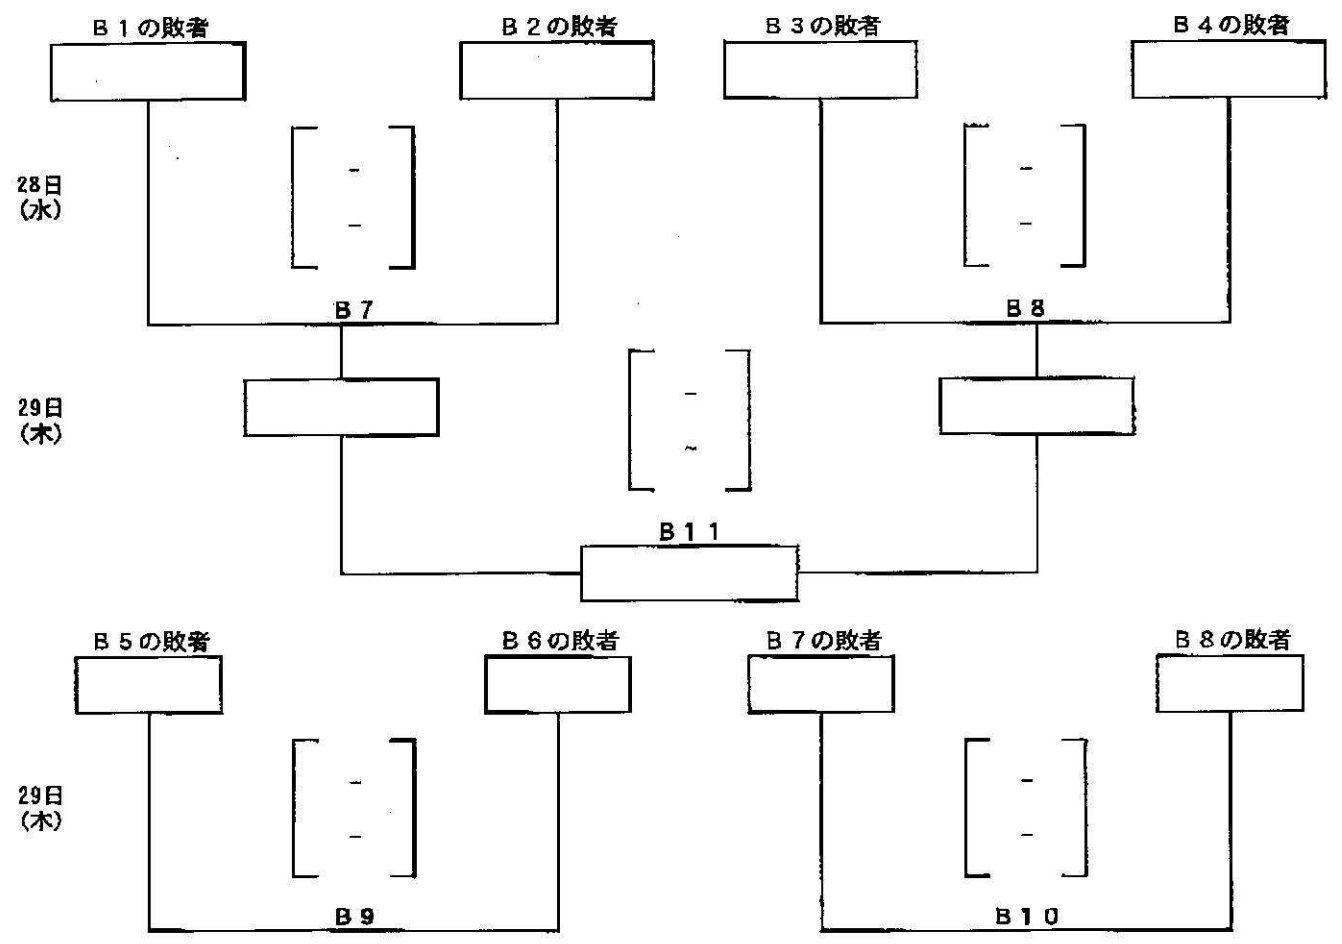 B1の敗者
B2の敗者
B3の敗者
B4の敗者
28日
(水)
-
-
-
-
B7
B8
29日
(木)
-
~
B11
B5の敗者
B6の敗者
B7の敗者
B8の敗者
29日
(木)
-
-
-
-
B9
B10